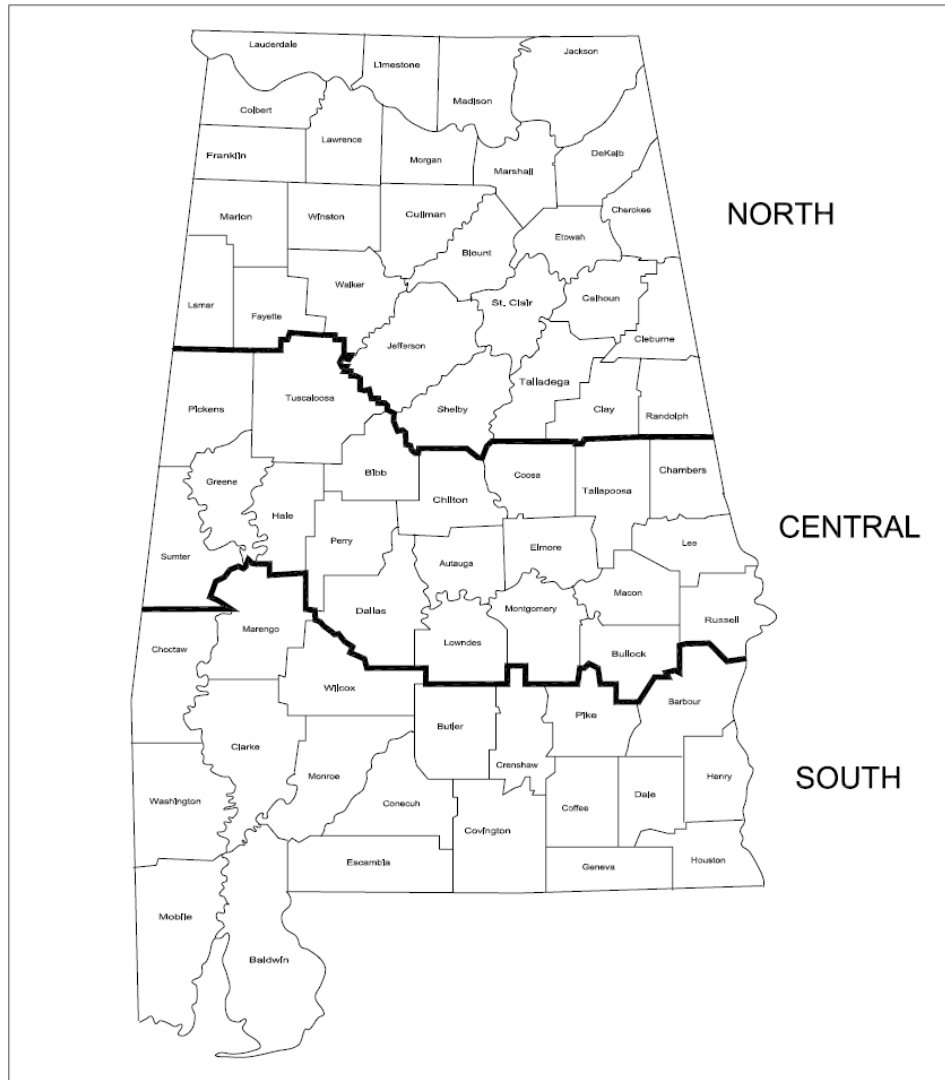 Lauderdale
Limestone
Madison
Jackson
Colbert
Lawrence
Franklin
Morgan
Marshall
DeKalb
Cherokee
NORTH
Marion
Winston
Cullman
Etowah
Blount
Walker
St. Clair
Calhoun
Lamar
Fayette
Jefferson
Cleburne
Talladega
Tuscaloosa
Pickens
Shelby
Clay
Randolph
Bibb
Coosa
Chambers
Greene
Chilton
Tallapoosa
Hale
CENTRAL
Perry
Elmore
Lee
Sumter
Autauga
Macon
Dallas
Montgomery
Russell
Marengo
Lowndes
Choctaw
Bullock
Wilcox
Barbour
Pike
Butler
Clarke
Crenshaw
Monroe
Henry
SOUTH
Washington
Conecuh
Coffee
Dale
Covington
Escambia
Geneva
Houston
Mobile
Baldwin